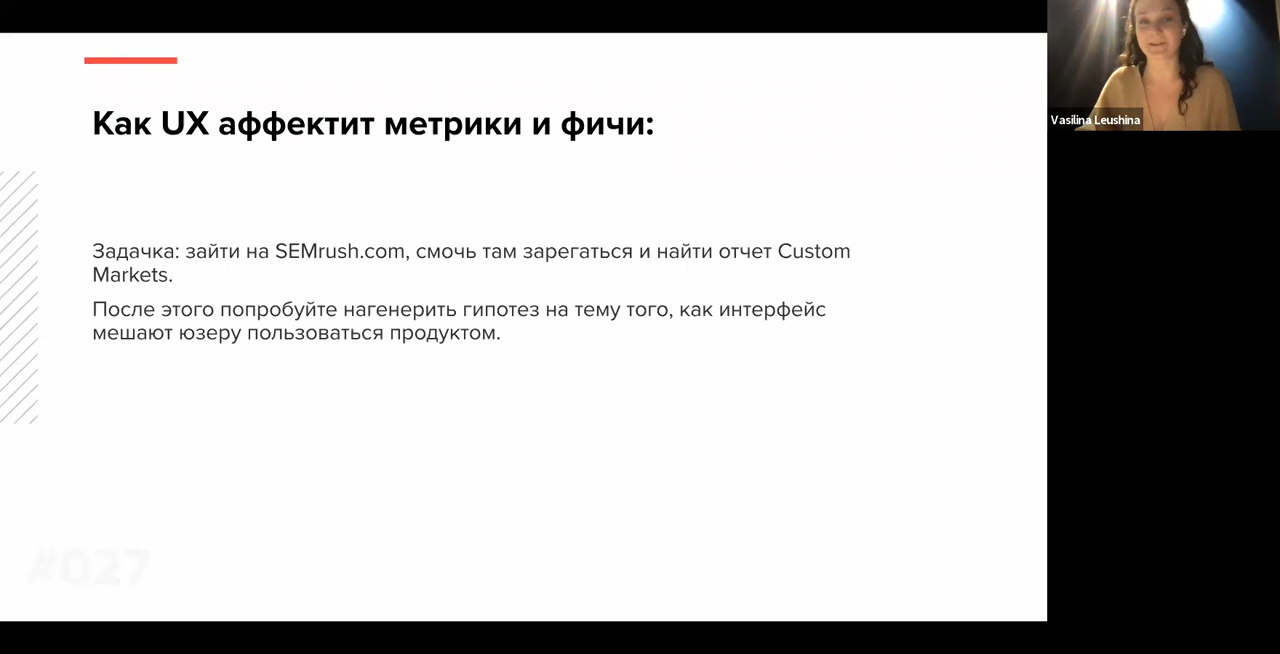 Как UX аффектит метрики и фичи:
Задачка: зайти на SEMrush.com, смочь там зарегаться и найти отчет Custom
Markets.
После этого попробуйте нагенерить гипотез на тему того, как интерфейс
мешают юзеру пользоваться продуктом.
#027
Vasilina Leushina